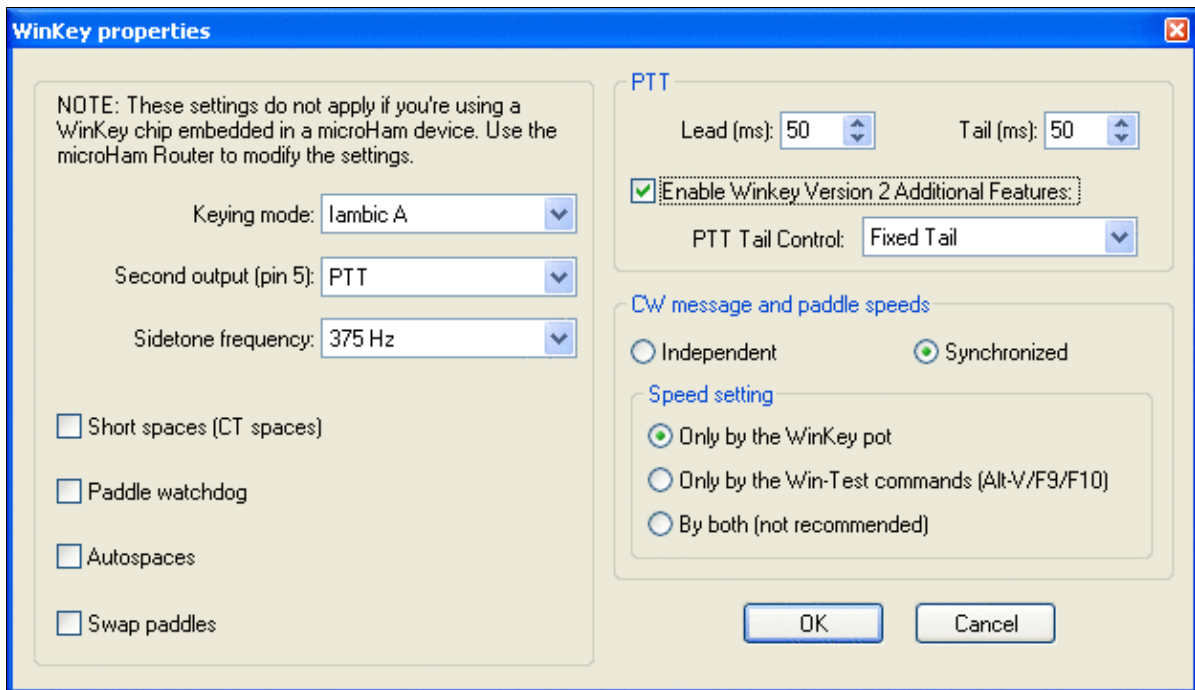 WinKey properties
NOTE: These settings do not apply if you're using a
WinKey chip embedded in a microHam device. Use the
microHam Router to modify the settings.
Keying mode: Iambic A
Second output (pin 5): PTT
Sidetone frequency: 375 Hz
Short spaces (CT spaces)
Paddle watchdog
Autospaces
Swap paddles
PTT
Lead (ms): 50 Tail (ms): 50
Enable Winkey Version 2 Additional Features:
PTT Tail Control: Fixed Tail
CW message and paddle speeds
Independent Synchronized
Speed setting
Only by the WinKey pot
Only by the Win-Test commands (Alt-V/F9/F10)
By both (not recommended)
OK Cancel